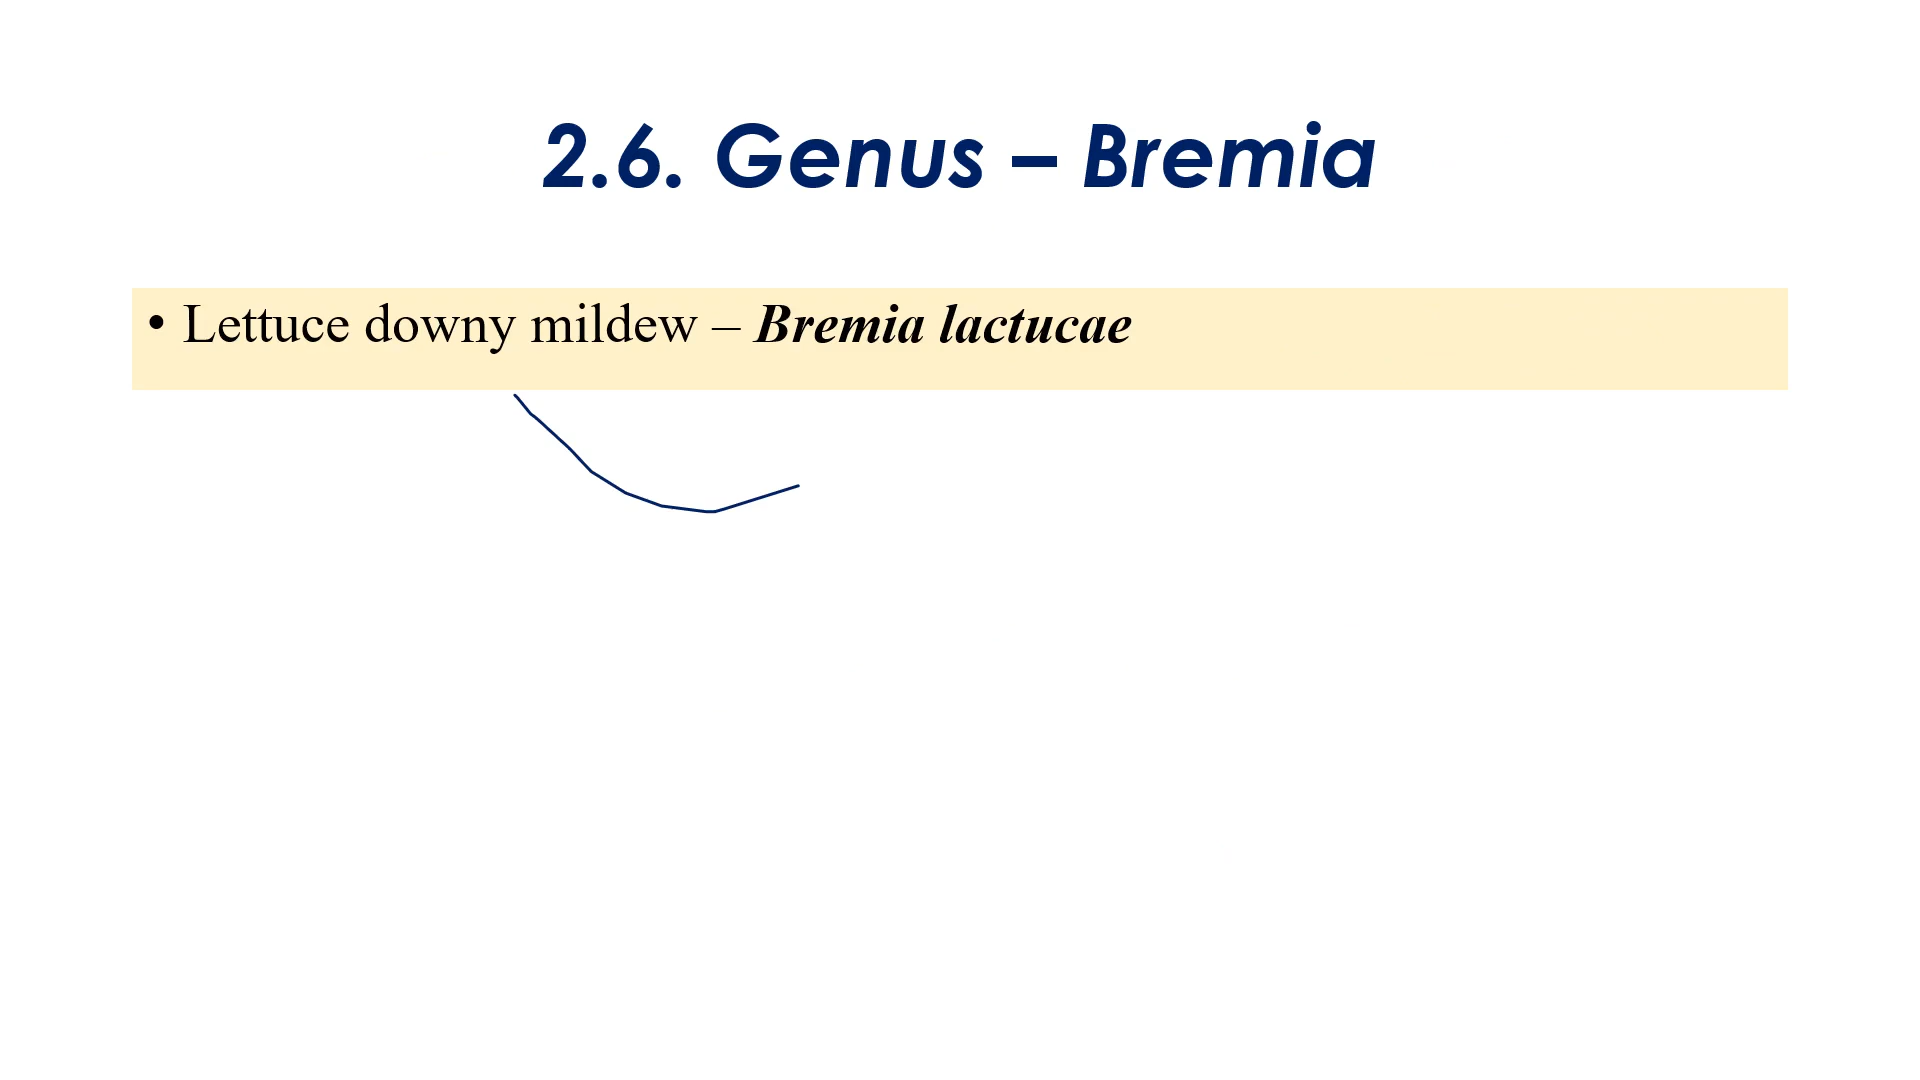 2.6. Genus – Bremia
• Lettuce downy mildew – Bremia lactucae